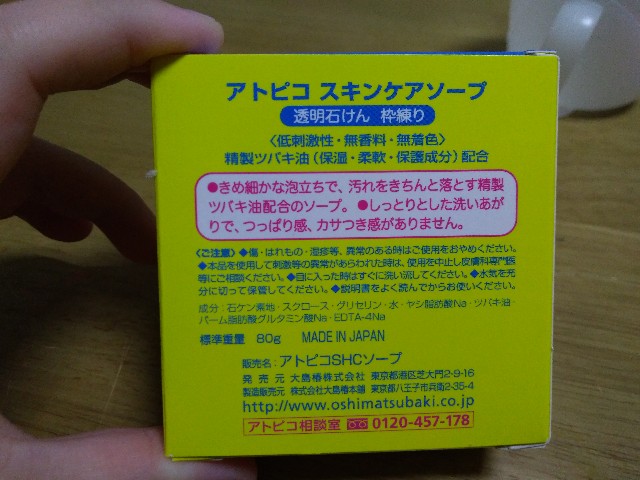 アトピコ スキンケアソープ
透明石けん 枠練り
〈低刺激性・無香料・無着色〉
精製ツバキ油(保湿・柔軟・保護成分)配合
●きめ細かな泡立ちで、汚れをきちんと落とす精製
ツバキ油配合のソープ。●しっとりとした洗いあが
りで、つっぱり感、カサつき感がありません。
〈ご注意〉●傷・はれもの・湿疹等、異常のある時はご使用をおやめください。
●本品を使用して刺激等の異常があらわれた時は、使用を中止し皮膚科専門医
等にご相談ください。●目に入った時はすぐに洗い流してください。●水気を充
分に切って保管してください。●説明書をよく読んでからお使いください。
成分：石ケン素地・スクロース・グリセリン・水・ヤシ脂肪酸Na・ツバキ油・
パーム脂肪酸グルタミン酸Na・EDTA-4Na
標準重量 80g MADE IN JAPAN
販売名：アトピコSHCソープ
発売元 大島椿株式会社 東京都港区芝大門2-9-16
製造販売元 株式会社大島椿本舗 東京都八王子市兵衛2-35-4
http://www.oshimatsubaki.co.jp
アトピコ相談室 0120-457-178